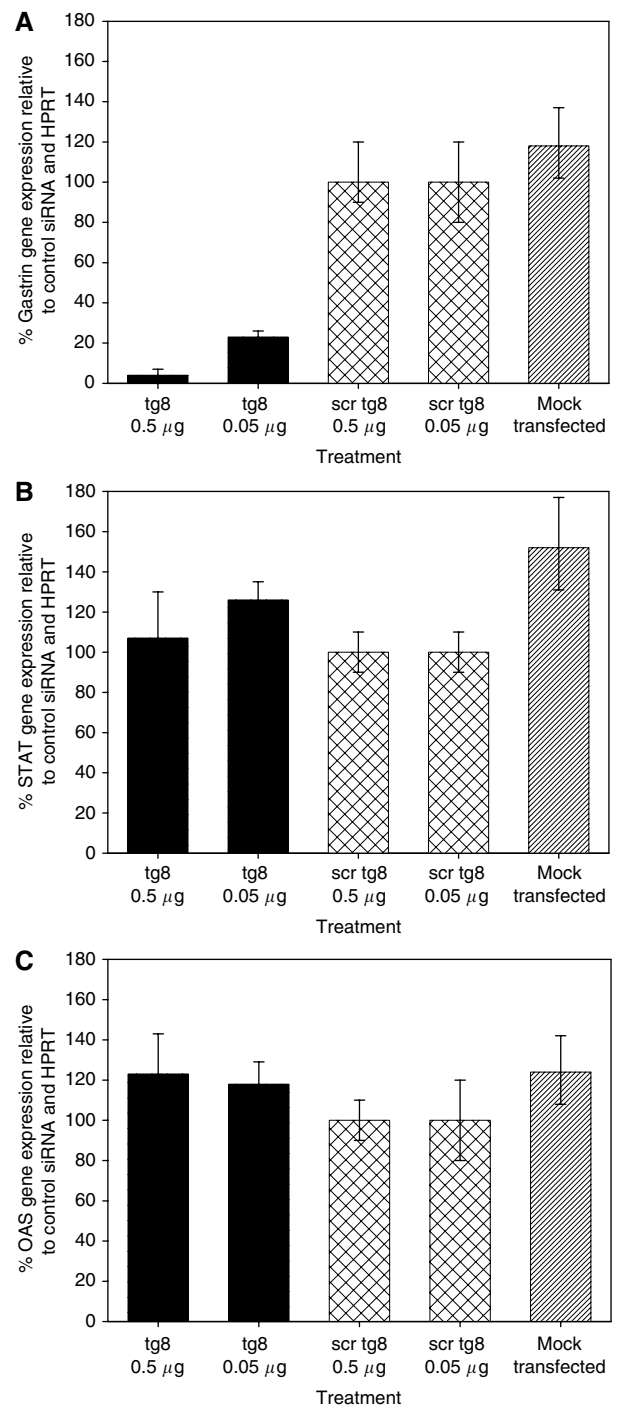 A
% Gastrin gene expression relative
to control siRNA and HPRT
180
160
140
120
100
80
60
40
20
0
tg8 tg8 scr tg8 scr tg8 Mock
0.5 μg 0.05 μg 0.5 μg 0.05 μg transfected
Treatment
B
% STAT gene expression relative
to control siRNA and HPRT
180
160
140
120
100
80
60
40
20
0
tg8 tg8 scr tg8 scr tg8 Mock
0.5 μg 0.05 μg 0.5 μg 0.05 μg transfected
Treatment
C
% OAS gene expression relative
to control siRNA and HPRT
180
160
140
120
100
80
60
40
20
0
tg8 tg8 scr tg8 scr tg8 Mock
0.5 μg 0.05 μg 0.5 μg 0.05 μg transfected
Treatment